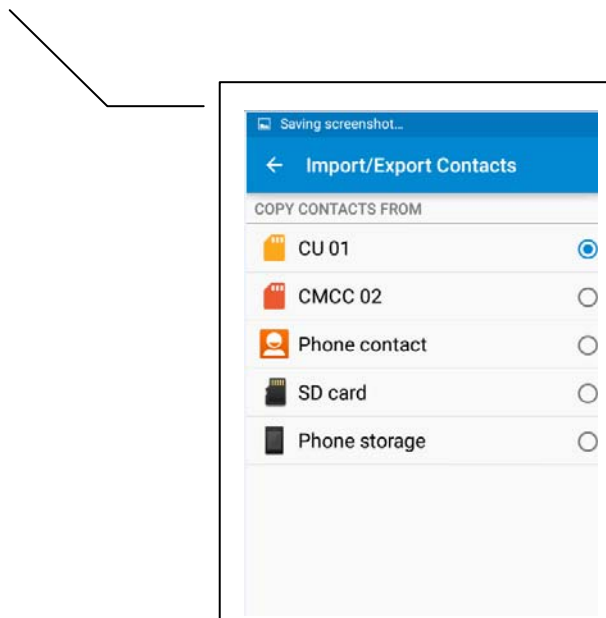 Saving screenshot...
Import/Export Contacts
COPY CONTACTS FROM
CU 01
CMCC 02
Phone contact
SD card
Phone storage